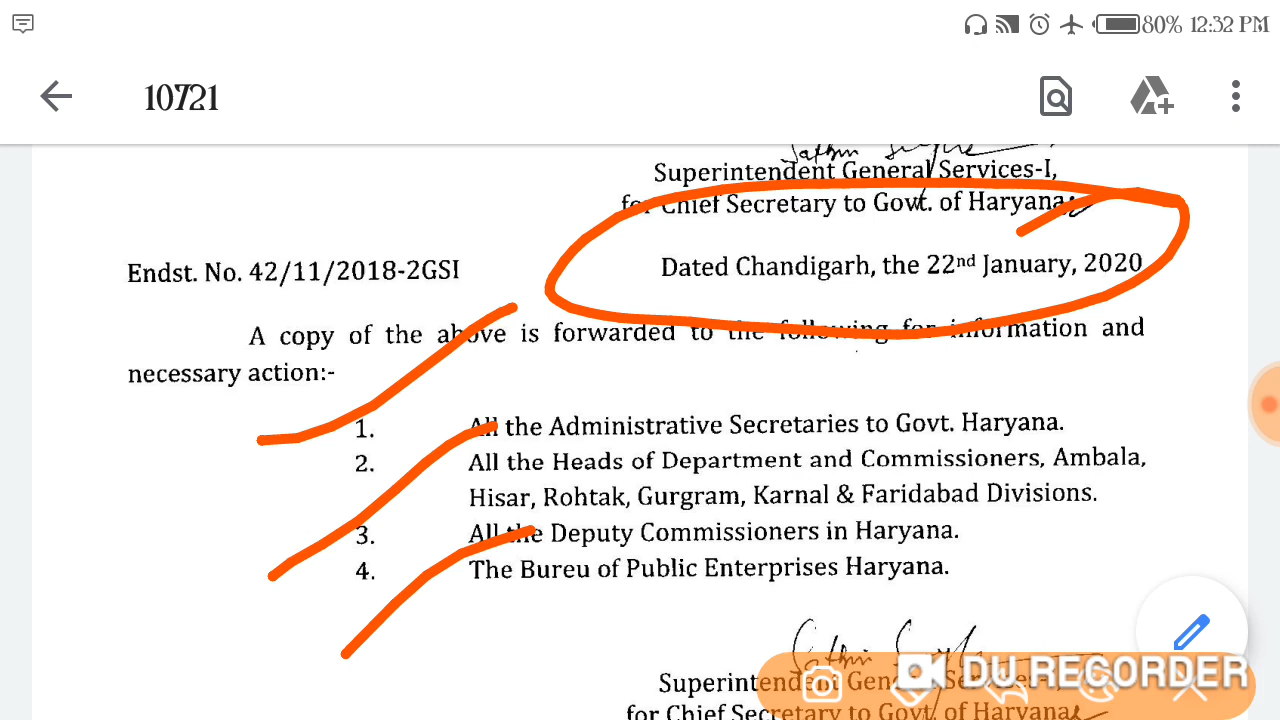 80% 12:32 PM
10721
Superintendent General Services-I,
for Chief Secretary to Govt. of Haryana
Endst. No. 42/11/2018-2GSI
Dated Chandigarh, the 22nd January, 2020
A copy of the above is forwarded to the following for information and
necessary action:-
1. All the Administrative Secretaries to Govt. Haryana.
2. All the Heads of Department and Commissioners, Ambala,
Hisar, Rohtak, Gurgram, Karnal & Faridabad Divisions.
3. All the Deputy Commissioners in Haryana.
4. The Bureu of Public Enterprises Haryana.
DU RECORDER
Superintendent General Services-I,
for Chief Secretary to Govt. of Haryana